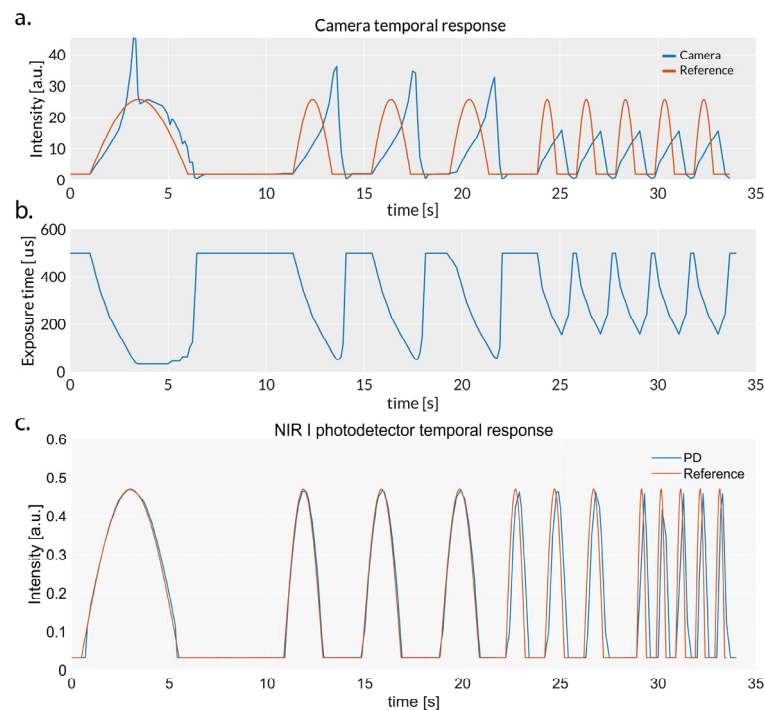 a.
Camera temporal response
Intensity [a.u.]
40
30
20
10
0
Camera
Reference
0 5 10 15 20 25 30 35
time [s]
b.
Exposure time [us]
600
400
200
0
0 5 10 15 20 25 30 35
time [s]
c.
NIR I photodetector temporal response
Intensity [a.u.]
0.6
0.5
0.4
0.3
0.2
0.1
0
PD
Reference
0 5 10 15 20 25 30 35
time [s]